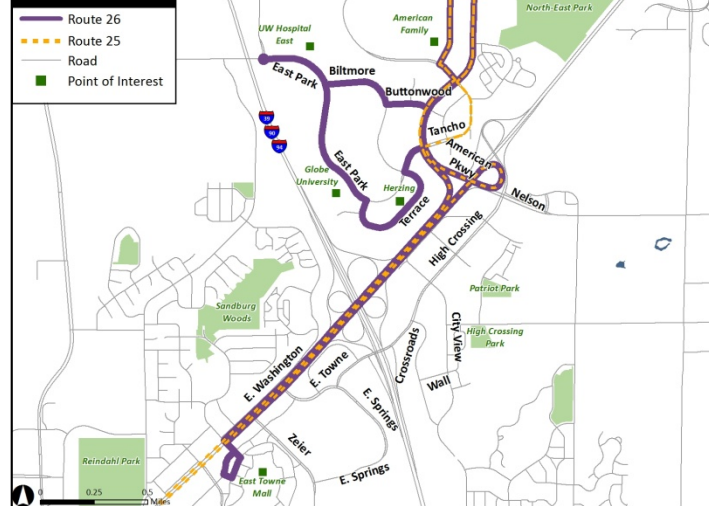 Route 26
Route 25
Road
Point of Interest
North-East Park
American
Family
UW Hospital
East
East Park
Biltmore
Buttonwood
39
90
94
Tancho
American
Pkwy
East Park
Globe
University
Herzing
Terrace
Nelson
High Crossing
Patriot Park
Sandburg
Woods
High Crossing
Park
City View
Crossroads
E. Washington
E. Towne
Wall
E. Springs
Zeier
E. Springs
Reindahl Park
East Towne
Mall
0
0.25
0.5
Miles